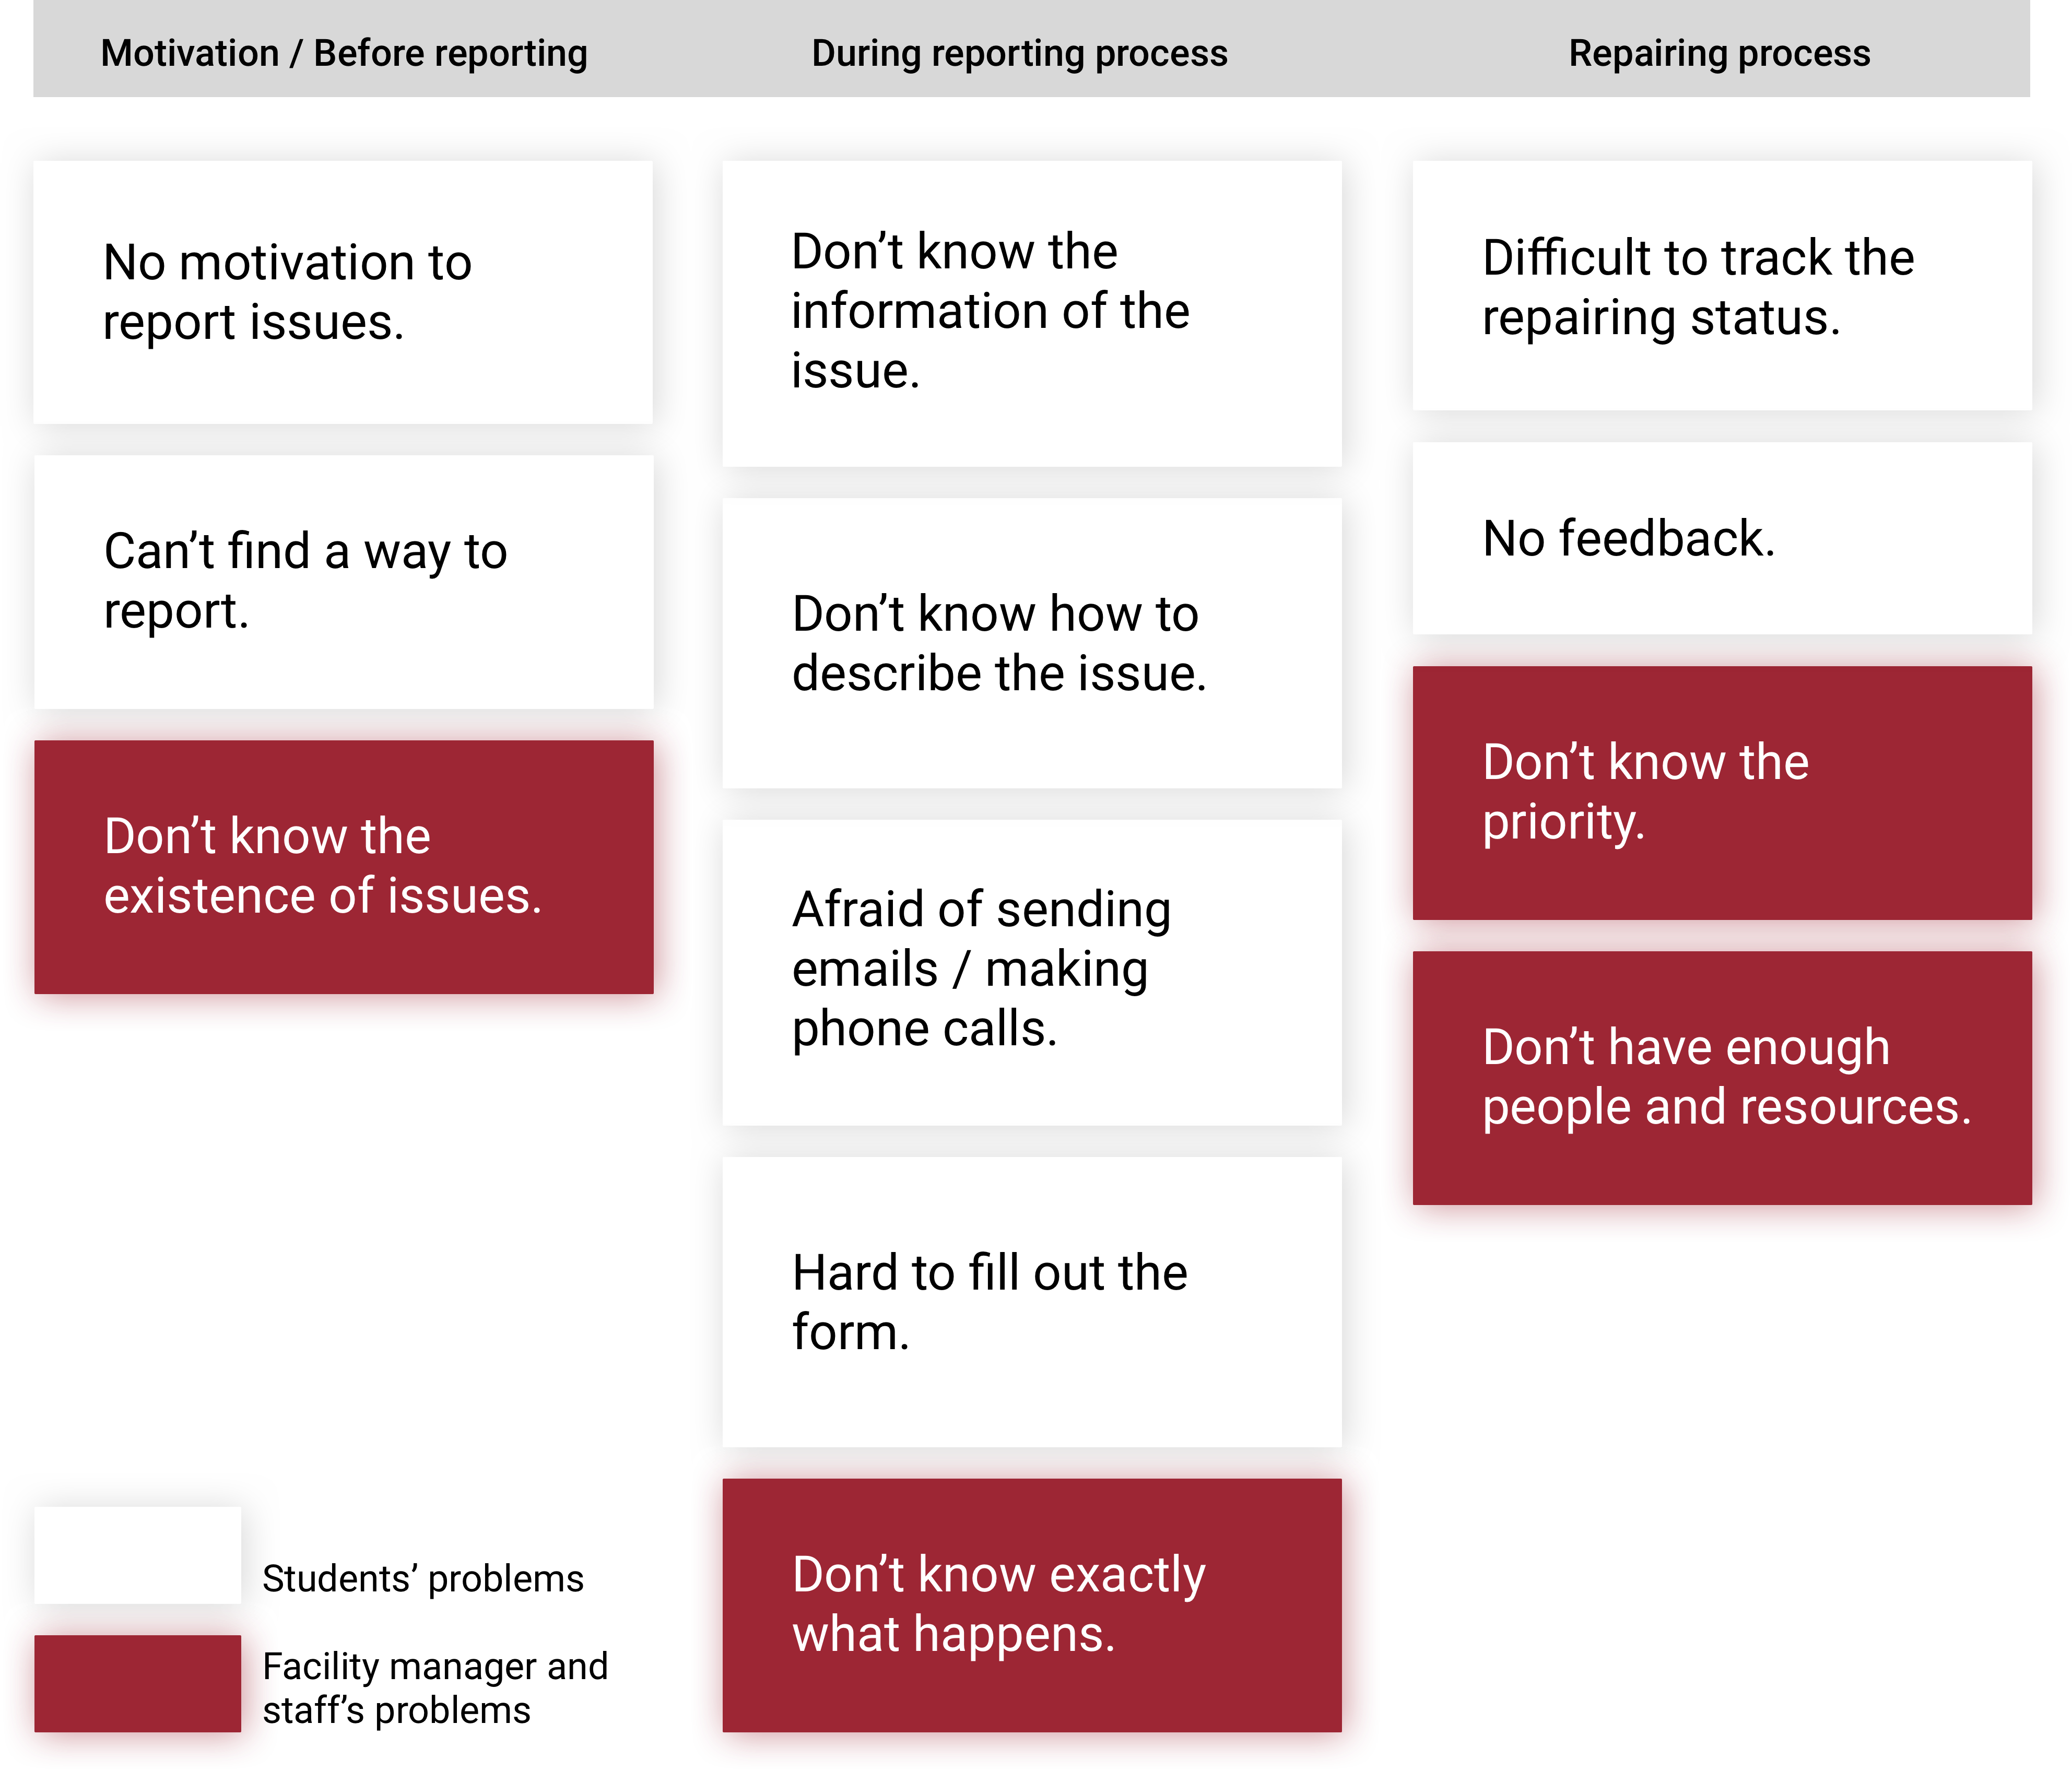 Motivation / Before reporting
During reporting process
Repairing process
No motivation to
report issues.
Can’t find a way to
report.
Don’t know the
existence of issues.
Don’t know the
information of the
issue.
Don’t know how to
describe the issue.
Afraid of sending
emails / making
phone calls.
Hard to fill out the
form.
Don’t know exactly
what happens.
Difficult to track the
repairing status.
No feedback.
Don’t know the
priority.
Don’t have enough
people and resources.
Students’ problems
Facility manager and
staff’s problems